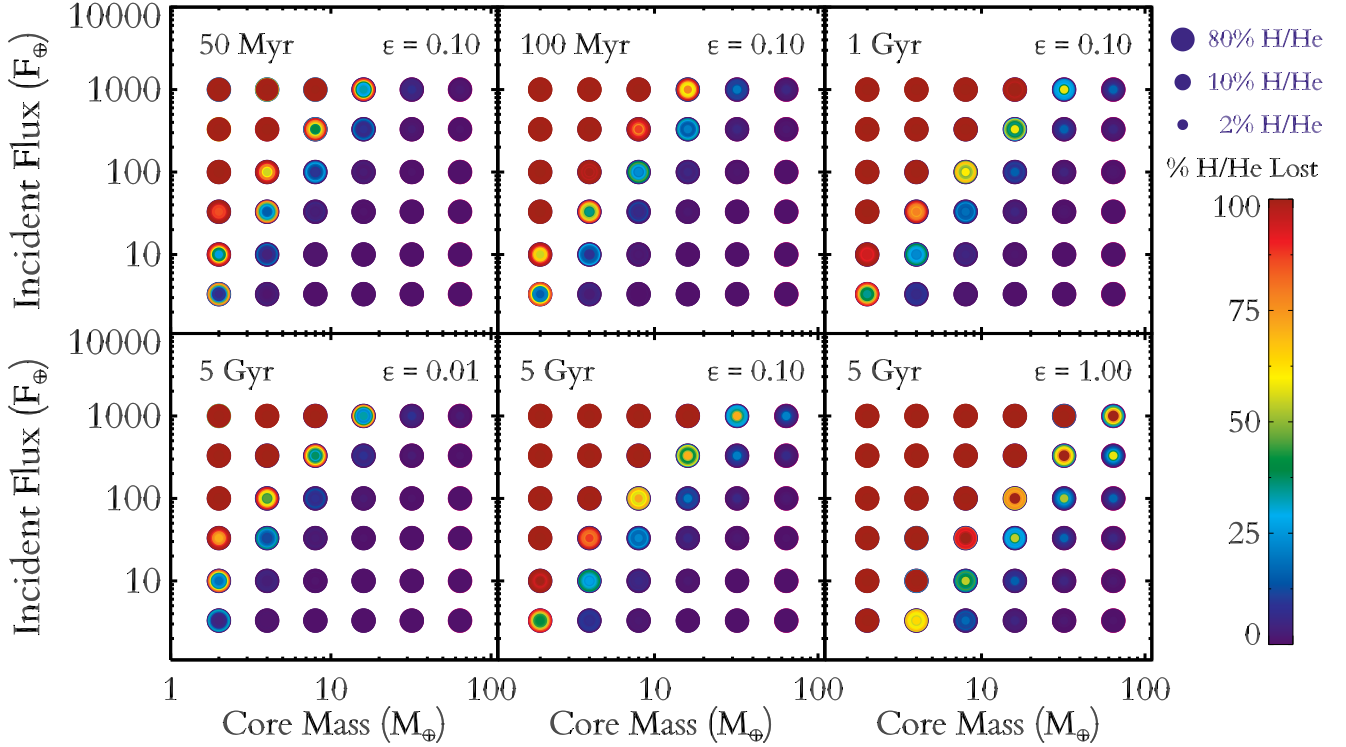 10000
1000
100
10
Incident Flux (F⊕)
50 Myr ε = 0.10
100 Myr ε = 0.10
1 Gyr ε = 0.10
80% H/He
10% H/He
2% H/He
% H/He Lost
100
75
50
25
0
10000
1000
100
10
Incident Flux (F⊕)
5 Gyr ε = 0.01
5 Gyr ε = 0.10
5 Gyr ε = 1.00
1 10 100 10 100 10 100
Core Mass (M⊕) Core Mass (M⊕) Core Mass (M⊕)